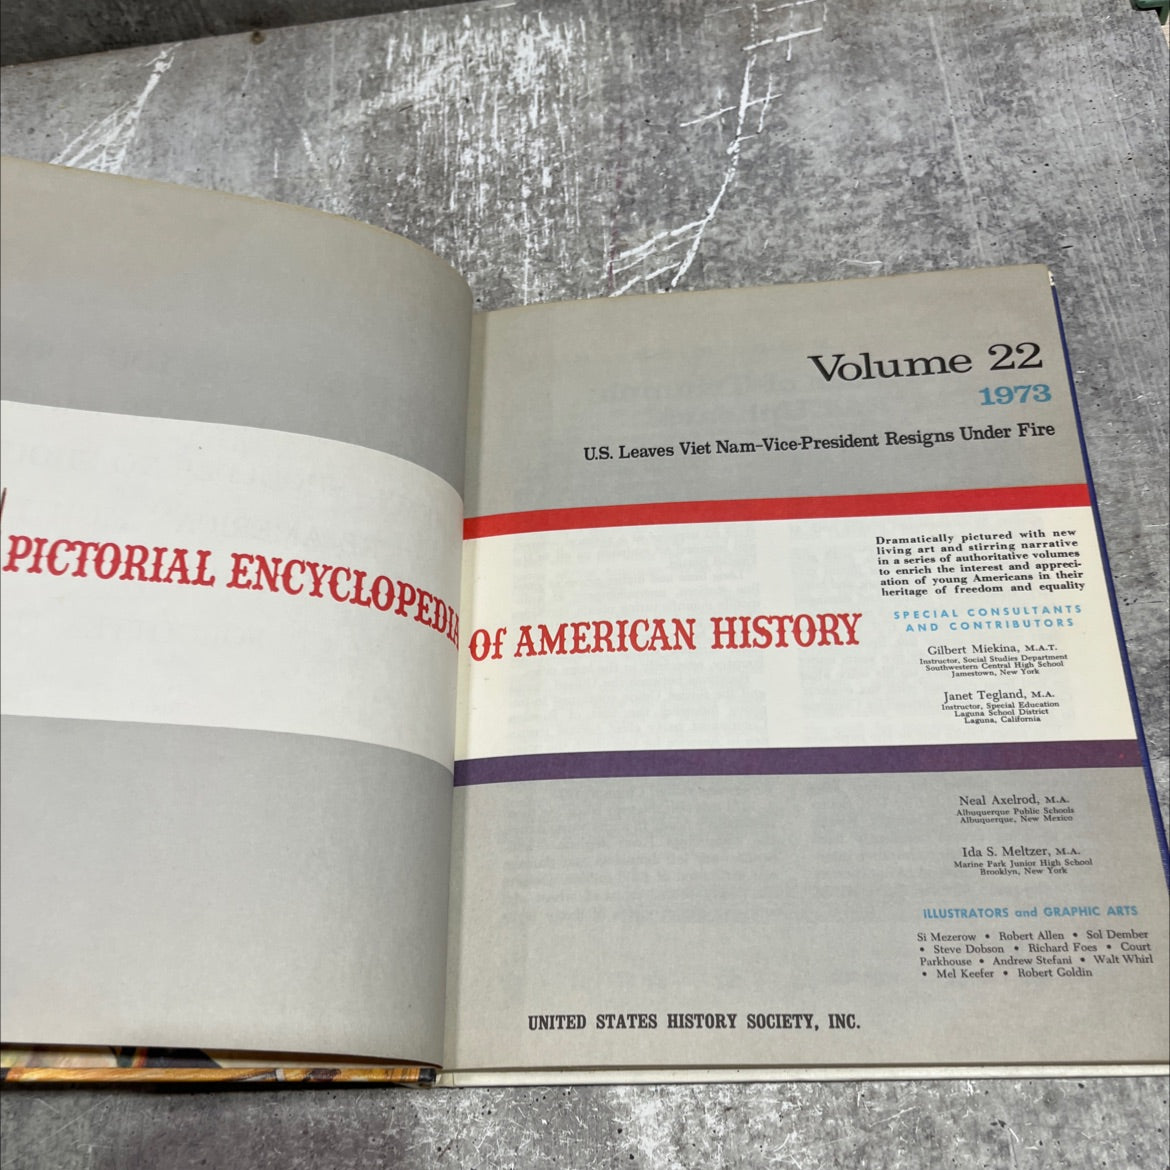 Volume 22
1973
U.S. Leaves Viet Nam-Vice-President Resigns Under Fire
PICTORIAL ENCYCLOPEDIA Of AMERICAN HISTORY
Dramatically pictured with new
living art and stirring narrative
in a series of authoritative volumes
to enrich the interest and appreci-
ation of young Americans in their
heritage of freedom and equality
SPECIAL CONSULTANTS
AND CONTRIBUTORS
Gilbert Miekina, M.A.T.
Instructor, Social Studies Department
Southwestern Central High School
Jamestown, New York
Janet Tegland, M.A.
Instructor, Special Education
Laguna School District
Laguna, California
Neal Axelrod, M.A.
Albuquerque Public Schools
Albuquerque, New Mexico
Ida S. Meltzer, M.A.
Marine Park Junior High School
Brooklyn, New York
ILLUSTRATORS and GRAPHIC ARTS
Si Mezerow • Robert Allen • Sol Dember
• Steve Dobson • Richard Foes • Court
Parkhouse • Andrew Stefani • Walt Whirl
• Mel Keefer • Robert Goldin
UNITED STATES HISTORY SOCIETY, INC.